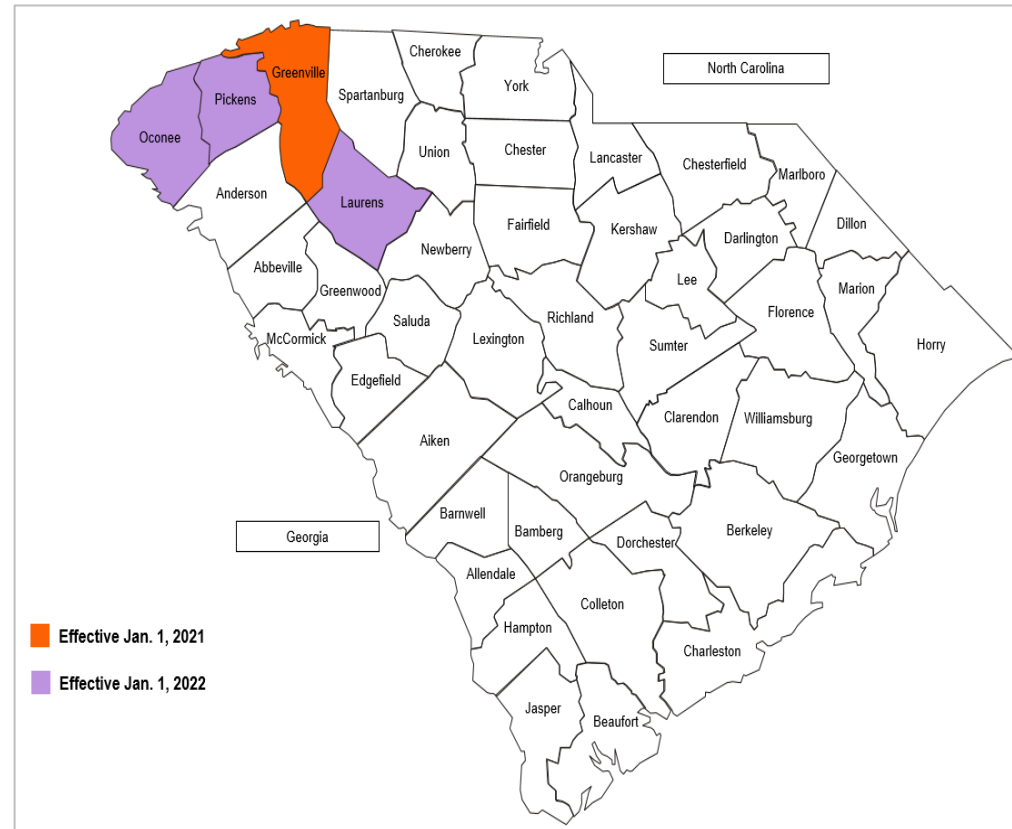 Cherokee
North Carolina
Greenville
York
Spartanburg
Pickens
Oconee
Union
Chester
Lancaster
Chesterfield
Marlboro
Anderson
Laurens
Fairfield
Kershaw
Darlington
Dillon
Newberry
Abbeville
Greenwood
Lee
Marion
Saluda
Richland
Florence
McCormick
Lexington
Sumter
Horry
Edgefield
Calhoun
Clarendon
Williamsburg
Aiken
Georgetown
Orangeburg
Barnwell
Bamberg
Berkeley
Georgia
Dorchester
Allendale
Colleton
Hampton
Effective Jan. 1, 2021
Charleston
Effective Jan. 1, 2022
Jasper
Beaufort